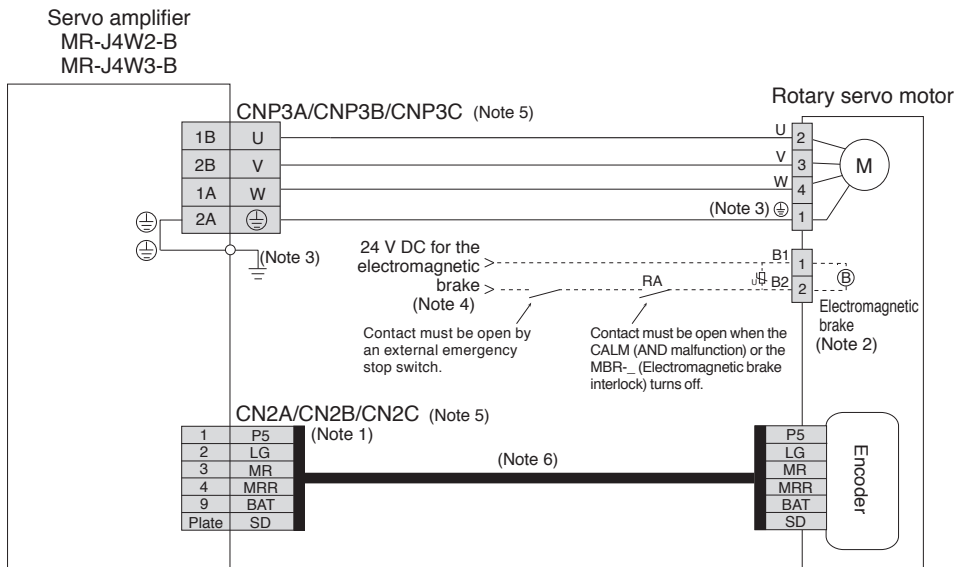 Servo amplifier
MR-J4W2-B
MR-J4W3-B
Rotary servo motor
CNP3A/CNP3B/CNP3C (Note 5)
1B U
2B V
1A W
2A
U 2
V 3
W 4
(Note 3) 1
M
(Note 3)
24 V DC for the
electromagnetic
brake
(Note 4)
RA
B1 1
U B2 2
B
Electromagnetic
brake
(Note 2)
Contact must be open by
an external emergency
stop switch.
Contact must be open when the
CALM (AND malfunction) or the
MBR-_ (Electromagnetic brake
interlock) turns off.
CN2A/CN2B/CN2C (Note 5)
(Note 1)
(Note 6)
1 P5
2 LG
3 MR
4 MRR
9 BAT
Plate SD
P5
LG
MR
MRR
BAT
SD
Encoder